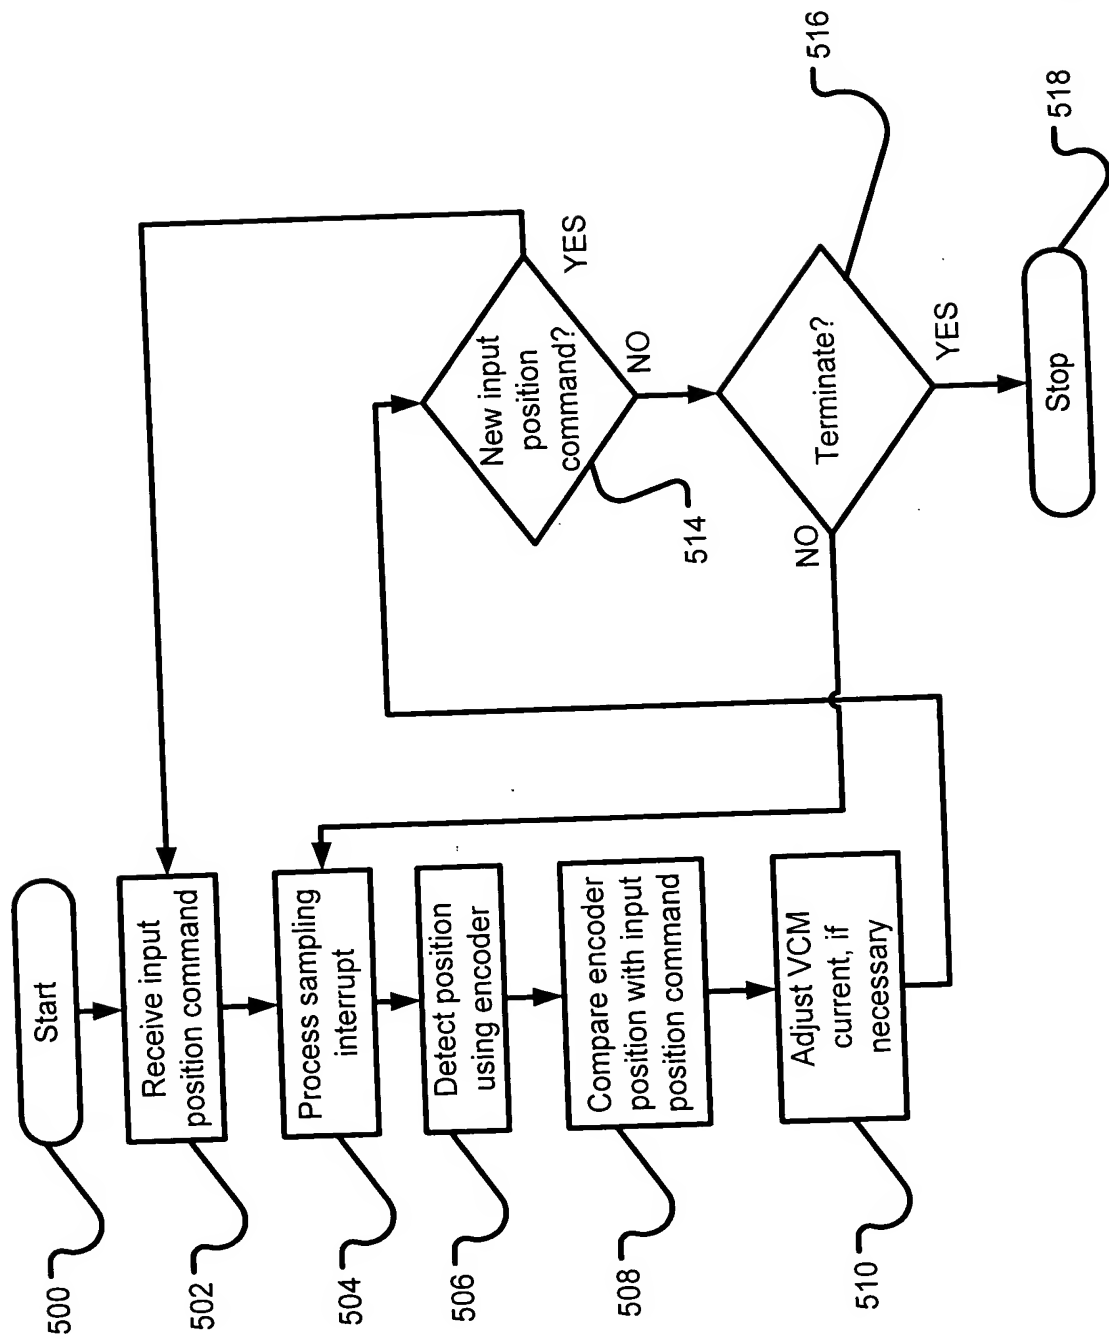 500
Start
502
Receive input
position command
504
Process sampling
interrupt
506
Detect position
using encoder
508
Compare encoder
position with input
position command
510
Adjust VCM
current, if
necessary
New input
position
command?
YES
NO
514
Terminate?
NO
YES
516
Stop
518